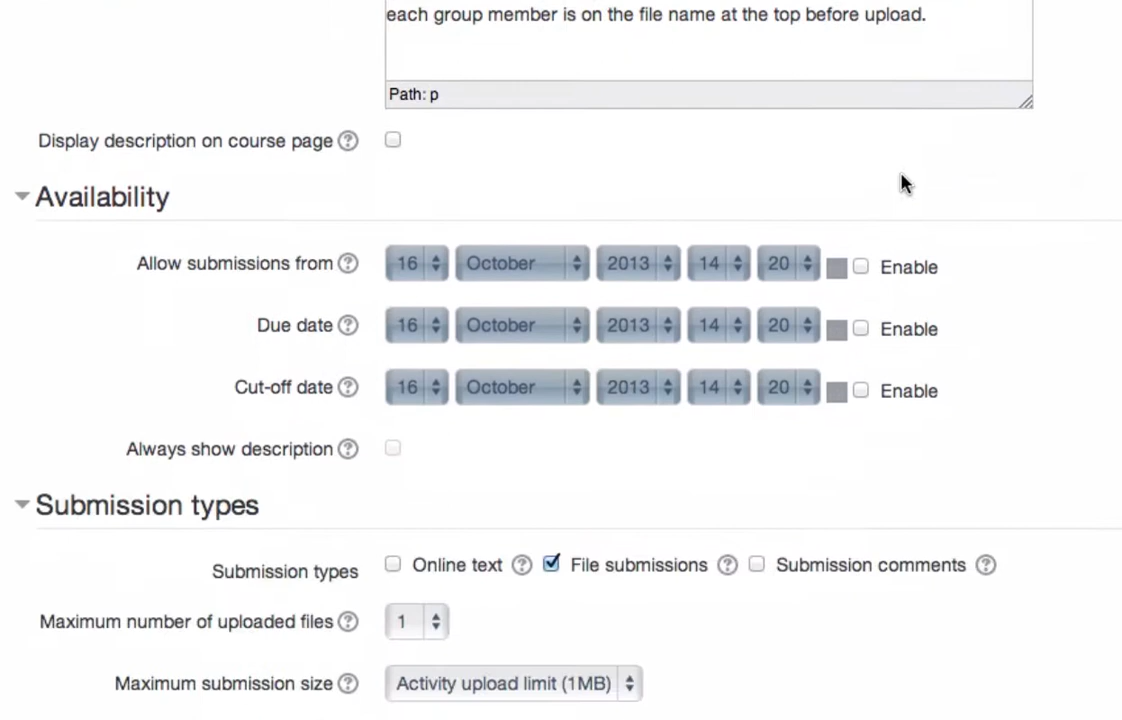 each group member is on the file name at the top before upload.
Path: p
Display description on course page ?
Availability
Allow submissions from ? 16 October 2013 14 20 Enable
Due date ? 16 October 2013 14 20 Enable
Cut-off date ? 16 October 2013 14 20 Enable
Always show description ?
Submission types
Submission types Online text ? File submissions ? Submission comments ?
Maximum number of uploaded files ? 1
Maximum submission size ? Activity upload limit (1MB)